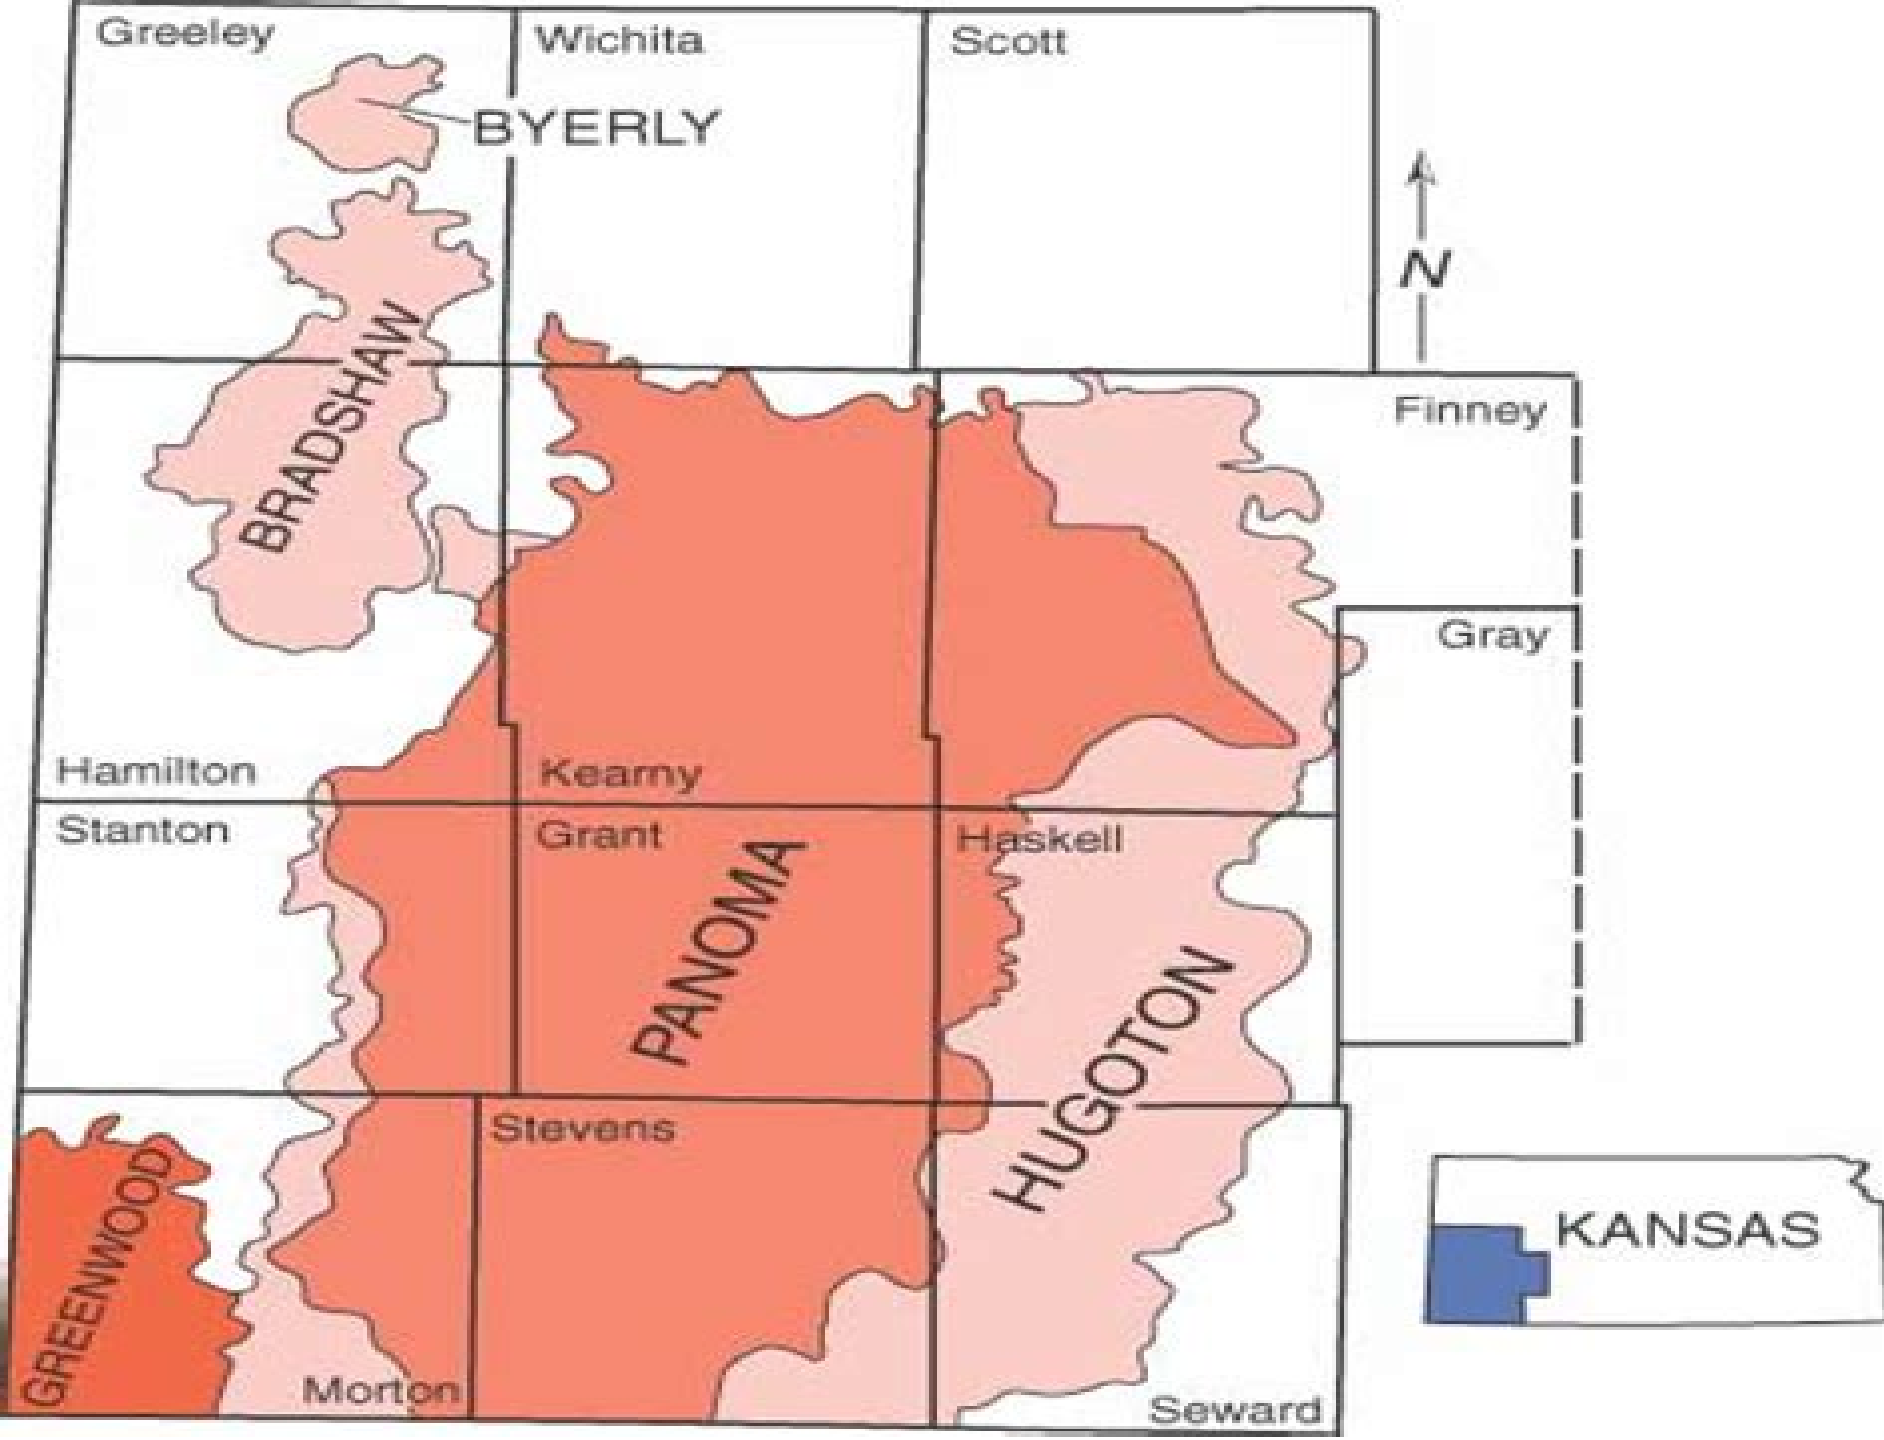 Greeley
Wichita
Scott
BYERLY
N
BRADSHAW
Finney
Gray
Hamilton
Kearny
Stanton
Grant
Haskell
PANOMA
HUGOTON
Stevens
GREENWOOD
KANSAS
Morton
Seward